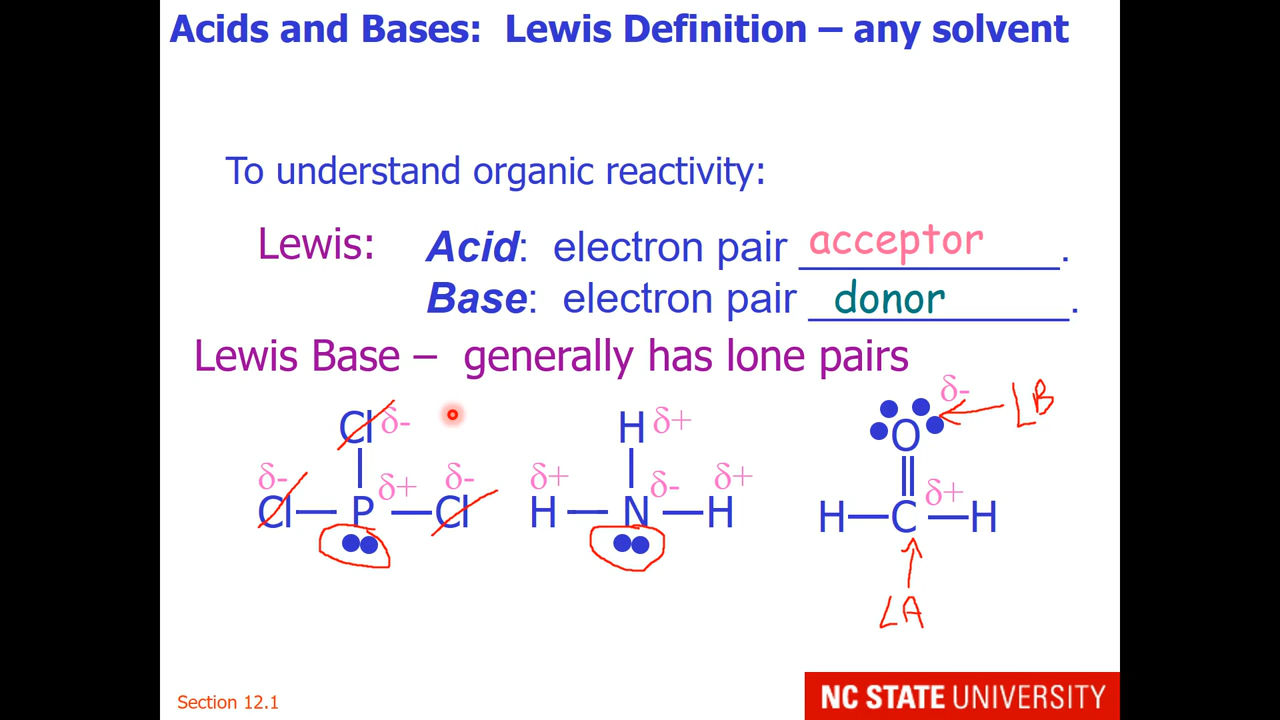 Acids and Bases: Lewis Definition – any solvent
To understand organic reactivity:
Lewis: Acid: electron pair acceptor.
Base: electron pair donor.
Lewis Base – generally has lone pairs
δ- LB
Cl δ- H δ+ O
δ- δ+ δ- δ+ δ- δ+ δ+
Cl P Cl H N H H C H
LA
Section 12.1
NC STATE UNIVERSITY